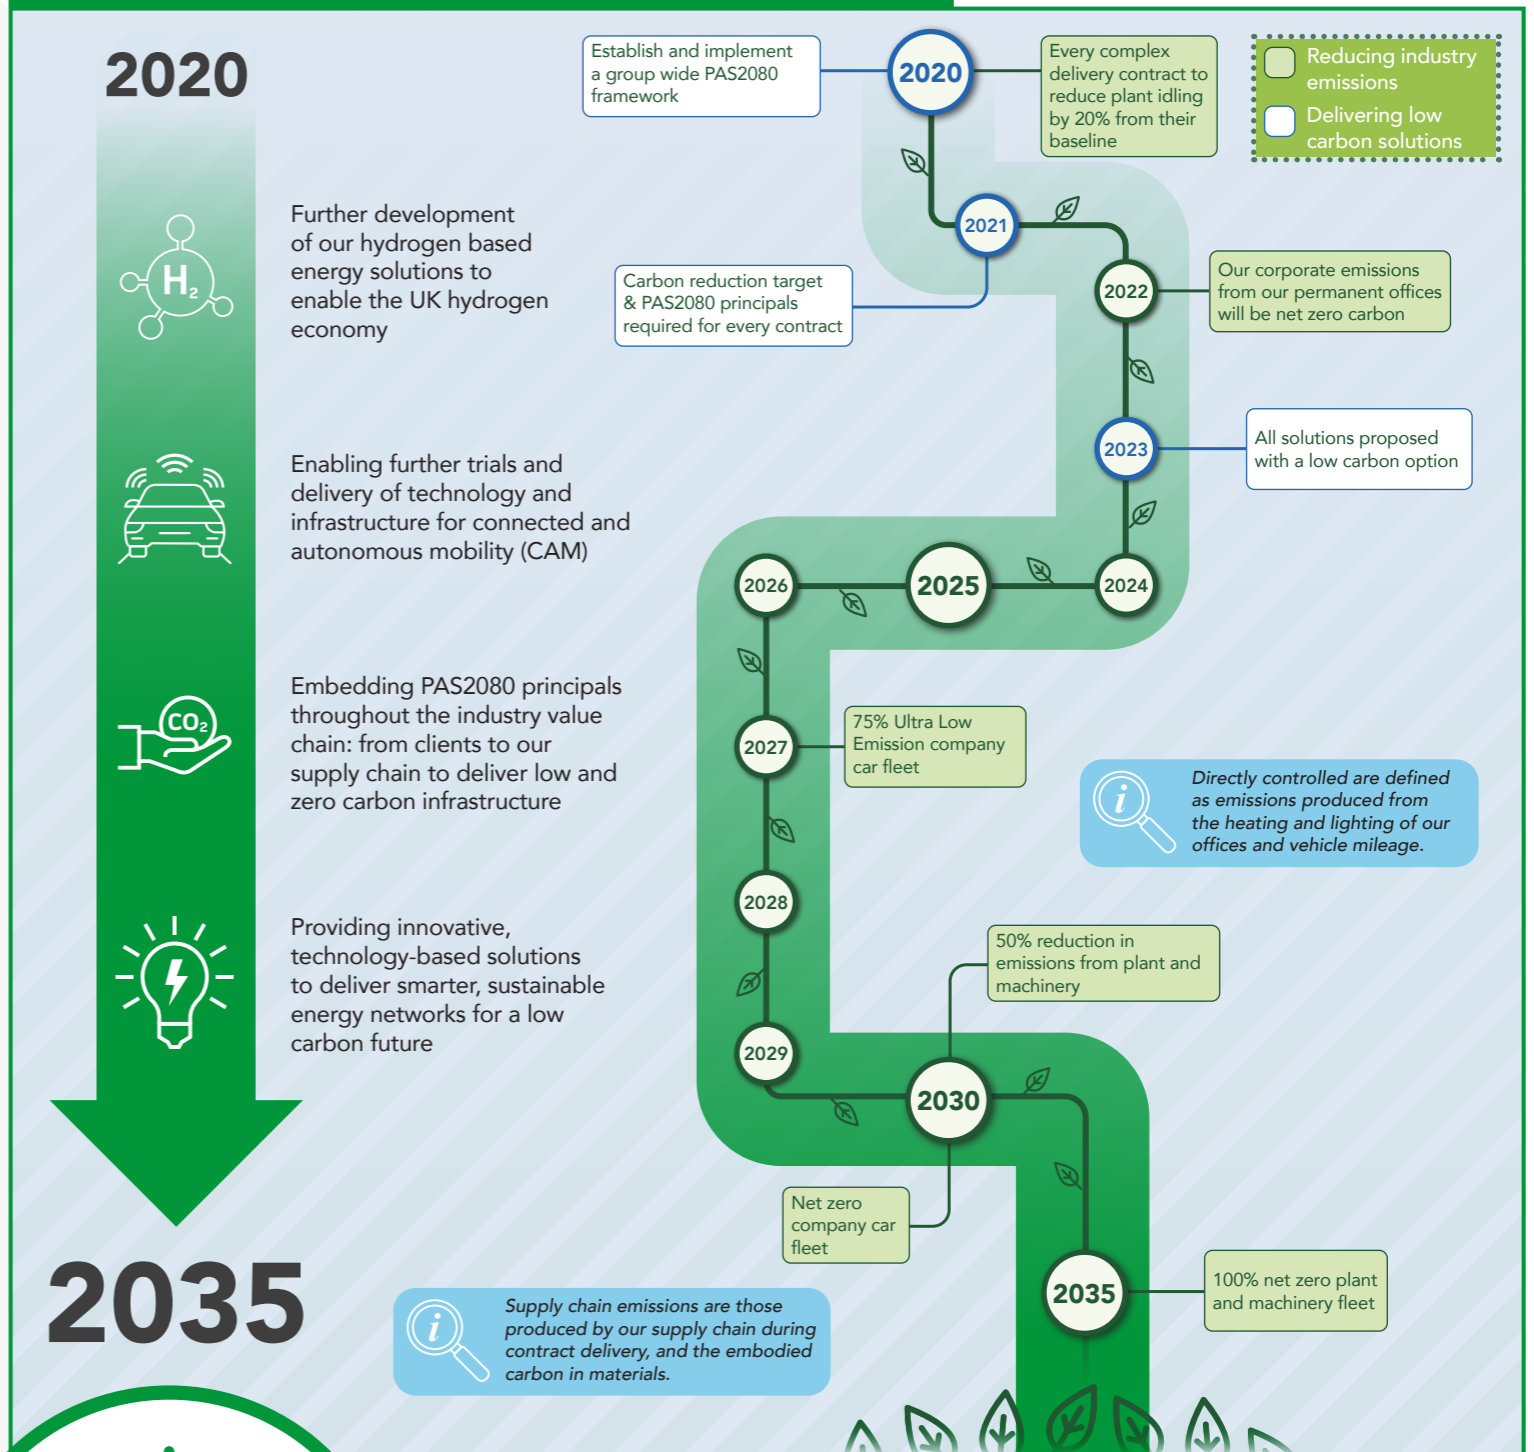 2020
Establish and implement
a group wide PAS2080
framework
2020
Every complex
delivery contract to
reduce plant idling
by 20% from their
baseline
Reducing industry
emissions
Delivering low
carbon solutions
Further development
of our hydrogen based
energy solutions to
enable the UK hydrogen
economy
H2
2021
Carbon reduction target
& PAS2080 principals
required for every contract
2022
Our corporate emissions
from our permanent offices
will be net zero carbon
2023
All solutions proposed
with a low carbon option
Enabling further trials and
delivery of technology and
infrastructure for connected and
autonomous mobility (CAM)
2026
2025
2024
Embedding PAS2080 principals
throughout the industry value
chain: from clients to our
supply chain to deliver low and
zero carbon infrastructure
CO2
2027
75% Ultra Low
Emission company
car fleet
i
Directly controlled are defined
as emissions produced from
the heating and lighting of our
offices and vehicle mileage.
2028
Providing innovative,
technology-based solutions
to deliver smarter, sustainable
energy networks for a low
carbon future
50% reduction in
emissions from plant and
machinery
2029
2030
Net zero
company car
fleet
2035
2035
100% net zero plant
and machinery fleet
i
Supply chain emissions are those
produced by our supply chain during
contract delivery, and the embodied
carbon in materials.